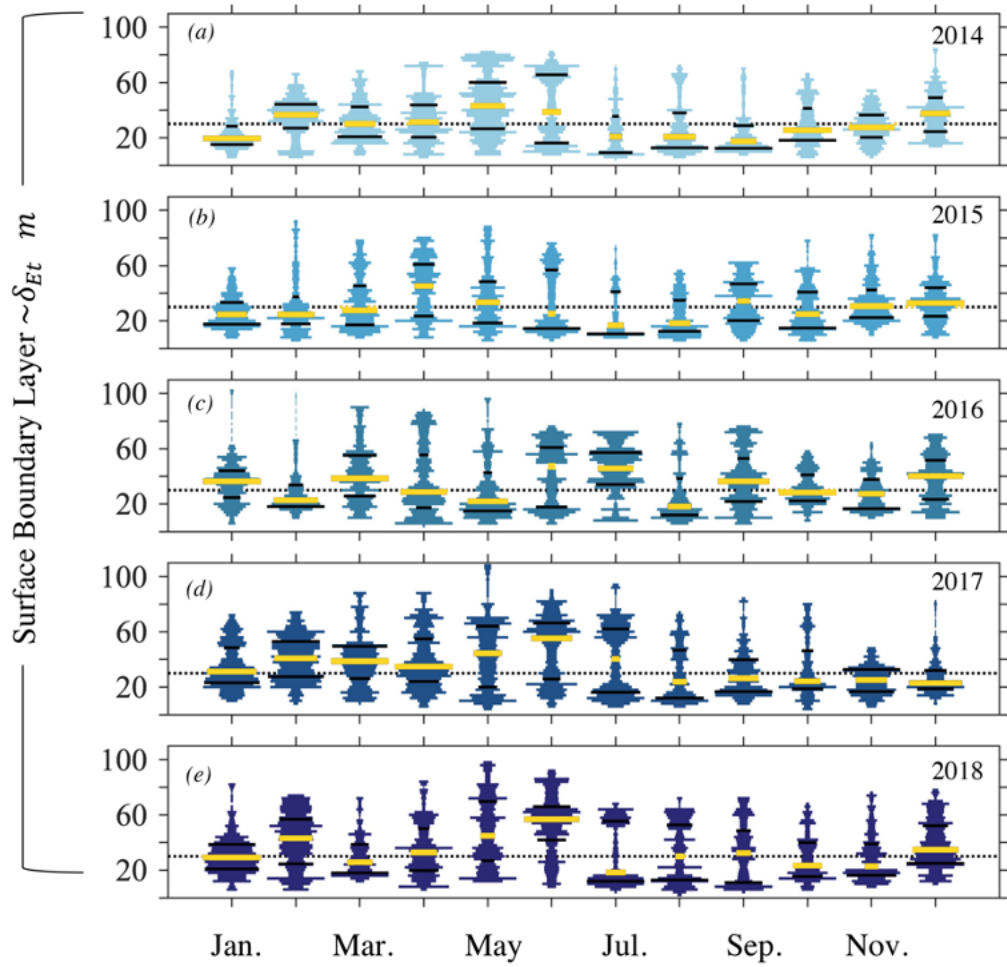 Surface Boundary Layer ~δ_Et m
100
60
20
(a)
2014
100
60
20
(b)
2015
100
60
20
(c)
2016
100
60
20
(d)
2017
100
60
20
(e)
2018
Jan. Mar. May Jul. Sep. Nov.